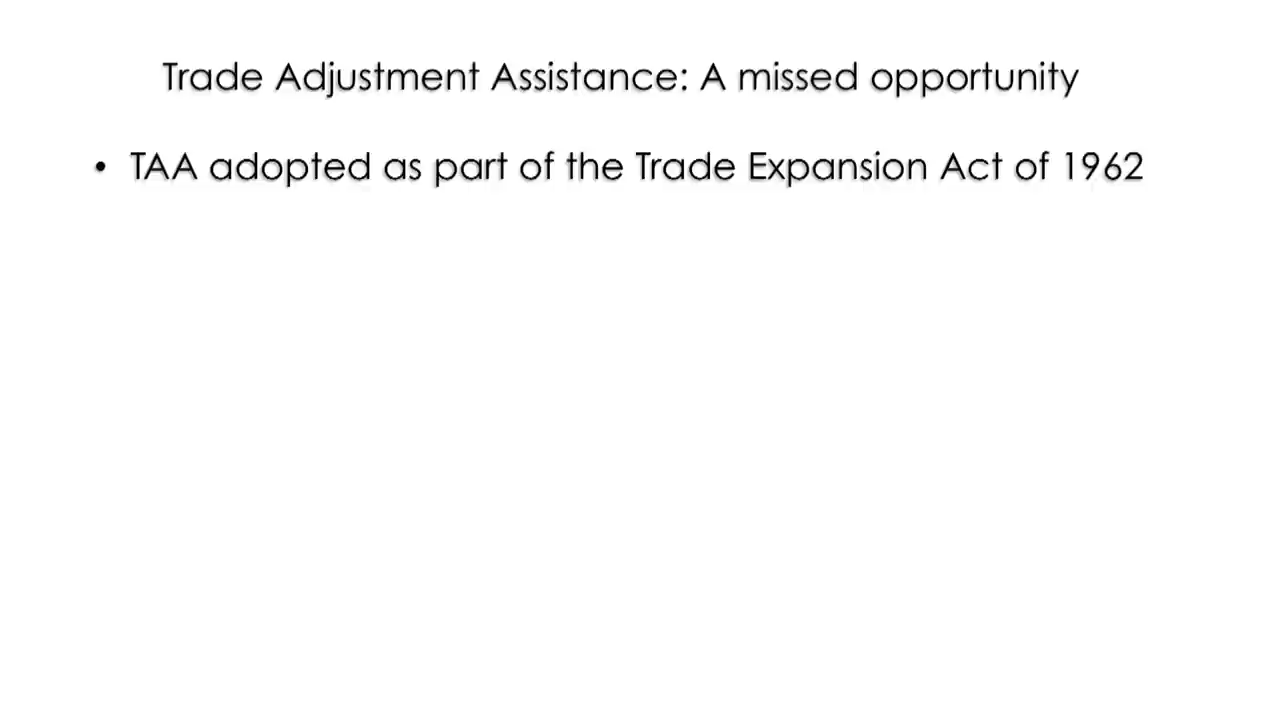 Trade Adjustment Assistance: A missed opportunity
• TAA adopted as part of the Trade Expansion Act of 1962